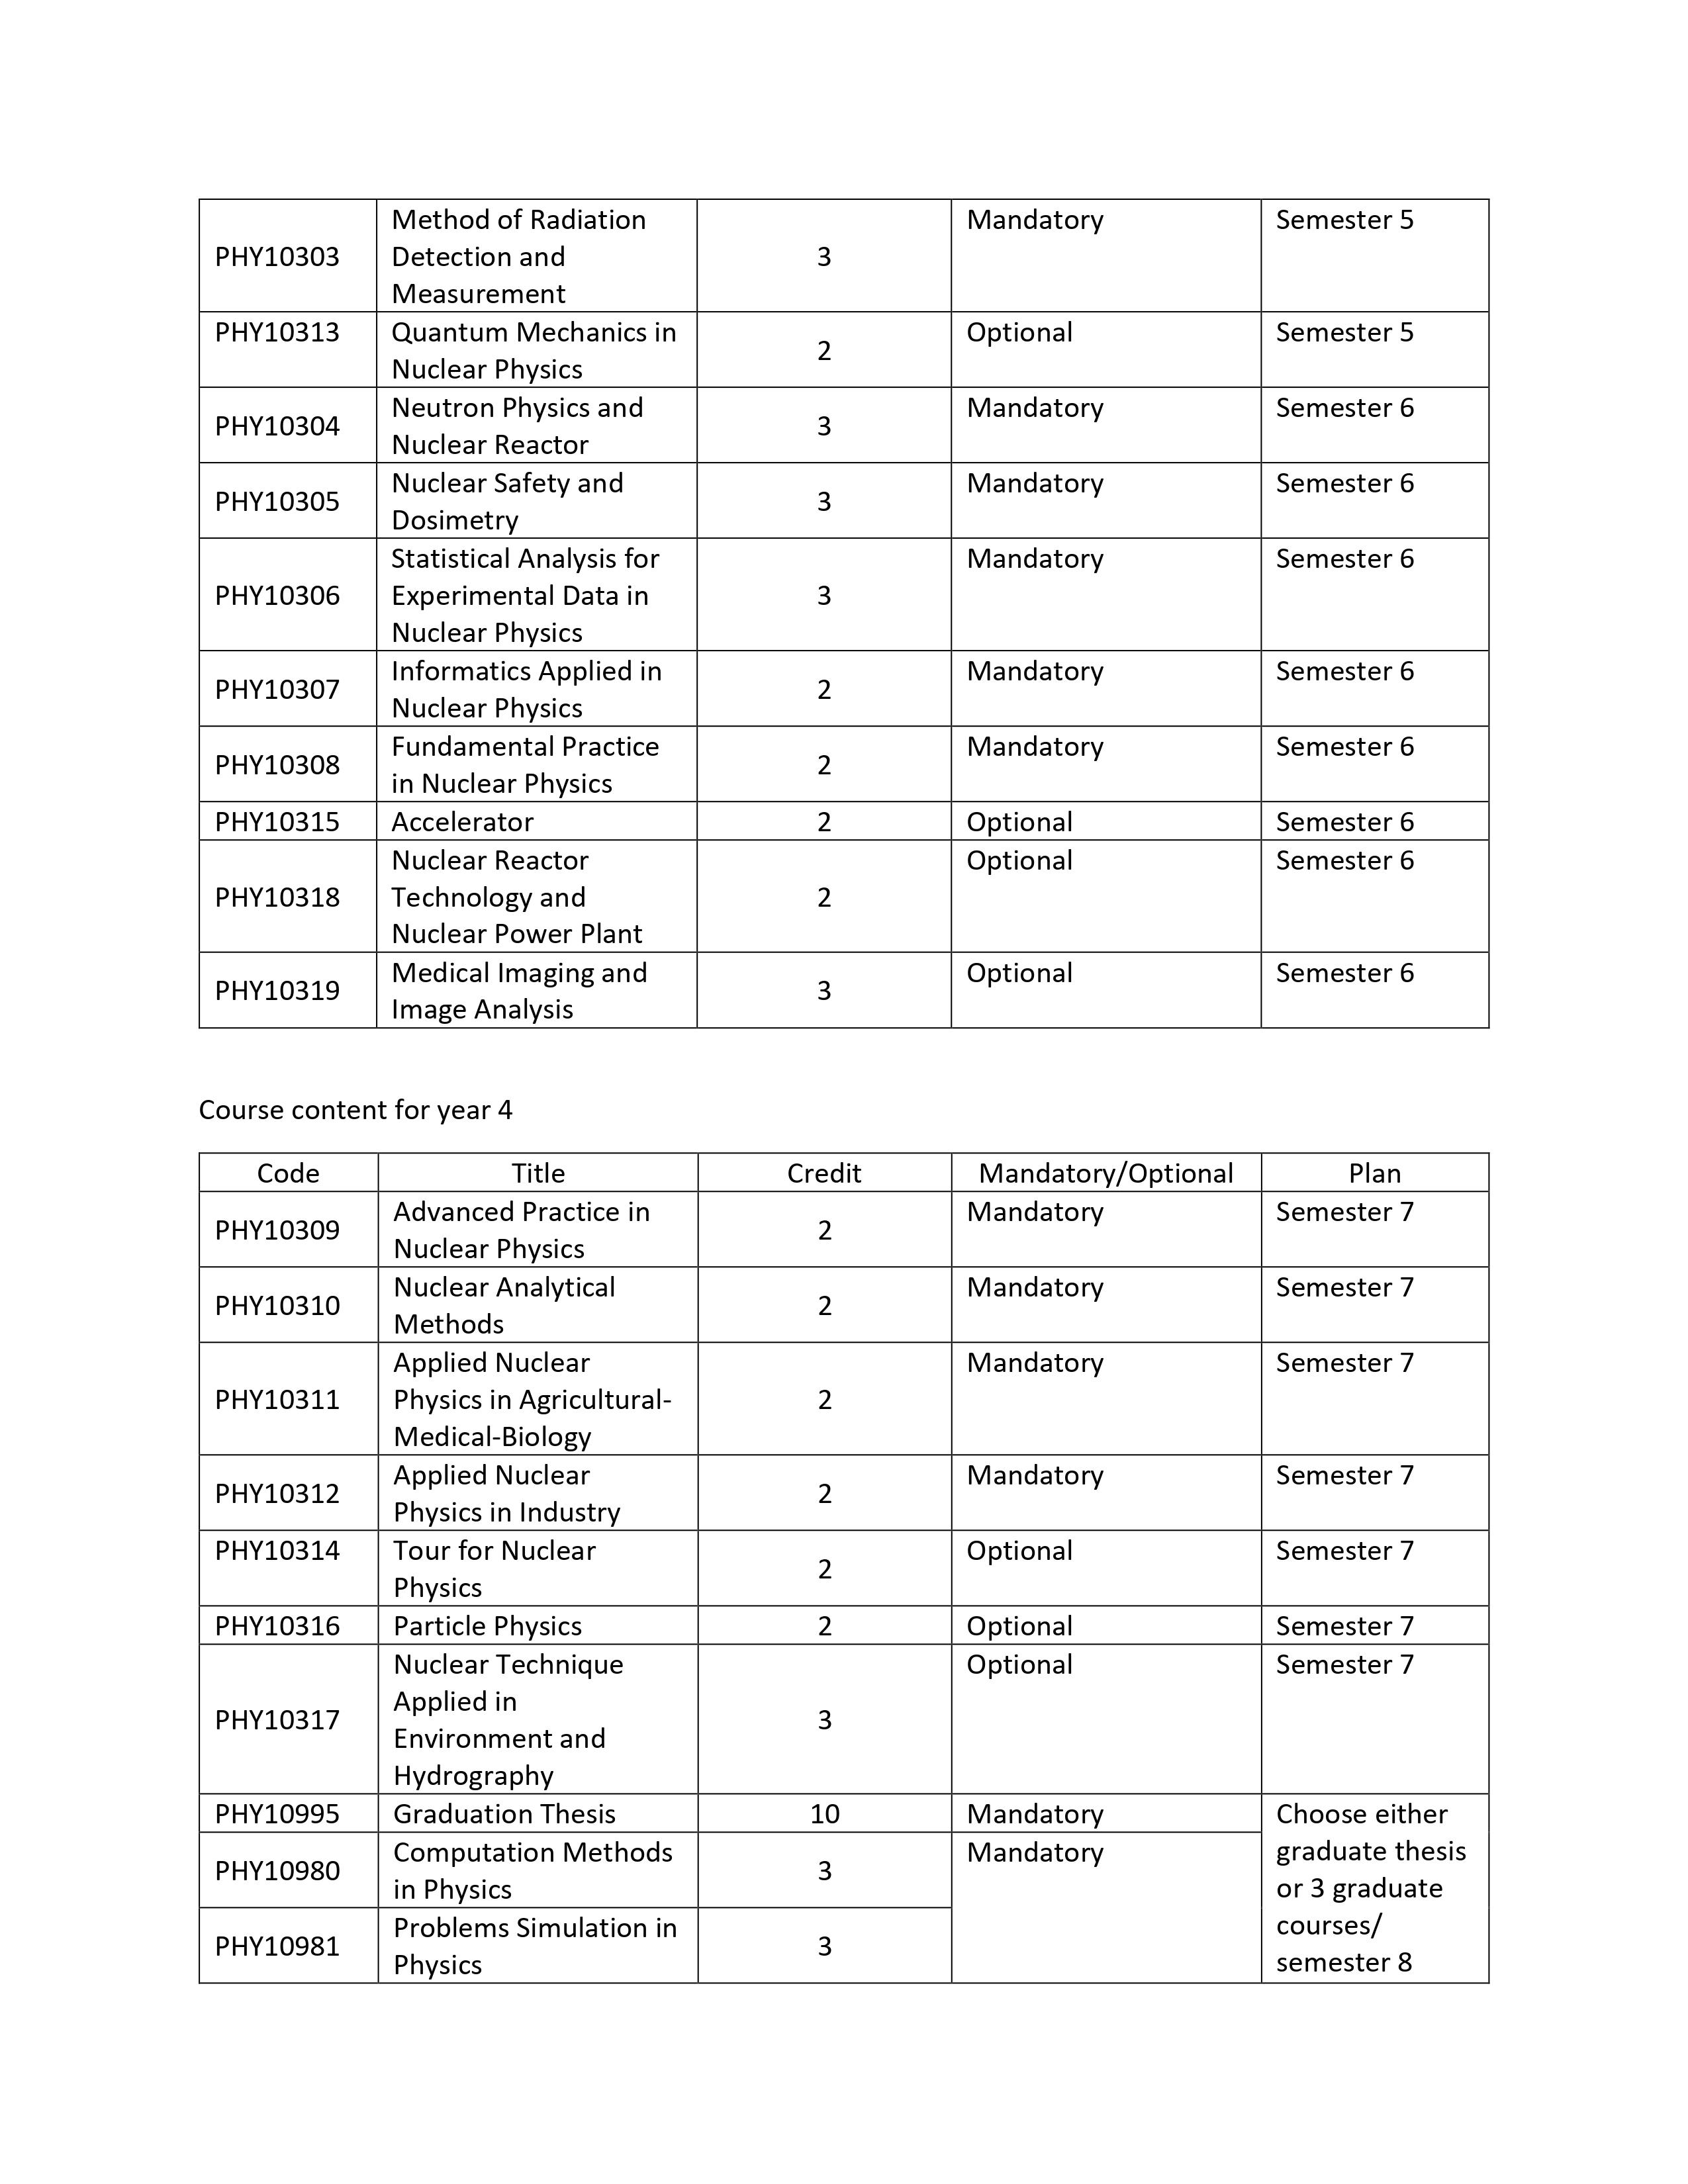 PHY10303 Method of Radiation Detection and Measurement 3 Mandatory Semester 5
PHY10313 Quantum Mechanics in Nuclear Physics 2 Optional Semester 5
PHY10304 Neutron Physics and Nuclear Reactor 3 Mandatory Semester 6
PHY10305 Nuclear Safety and Dosimetry 3 Mandatory Semester 6
PHY10306 Statistical Analysis for Experimental Data in Nuclear Physics 3 Mandatory Semester 6
PHY10307 Informatics Applied in Nuclear Physics 2 Mandatory Semester 6
PHY10308 Fundamental Practice in Nuclear Physics 2 Mandatory Semester 6
PHY10315 Accelerator 2 Optional Semester 6
PHY10318 Nuclear Reactor Technology and Nuclear Power Plant 2 Optional Semester 6
PHY10319 Medical Imaging and Image Analysis 3 Optional Semester 6
Course content for year 4
Code Title Credit Mandatory/Optional Plan
PHY10309 Advanced Practice in Nuclear Physics 2 Mandatory Semester 7
PHY10310 Nuclear Analytical Methods 2 Mandatory Semester 7
PHY10311 Applied Nuclear Physics in Agricultural-Medical-Biology 2 Mandatory Semester 7
PHY10312 Applied Nuclear Physics in Industry 2 Mandatory Semester 7
PHY10314 Tour for Nuclear Physics 2 Optional Semester 7
PHY10316 Particle Physics 2 Optional Semester 7
PHY10317 Nuclear Technique Applied in Environment and Hydrography 3 Optional Semester 7
PHY10995 Graduation Thesis 10 Mandatory Choose either graduate thesis or 3 graduate courses/ semester 8
PHY10980 Computation Methods in Physics 3 Mandatory
PHY10981 Problems Simulation in Physics 3